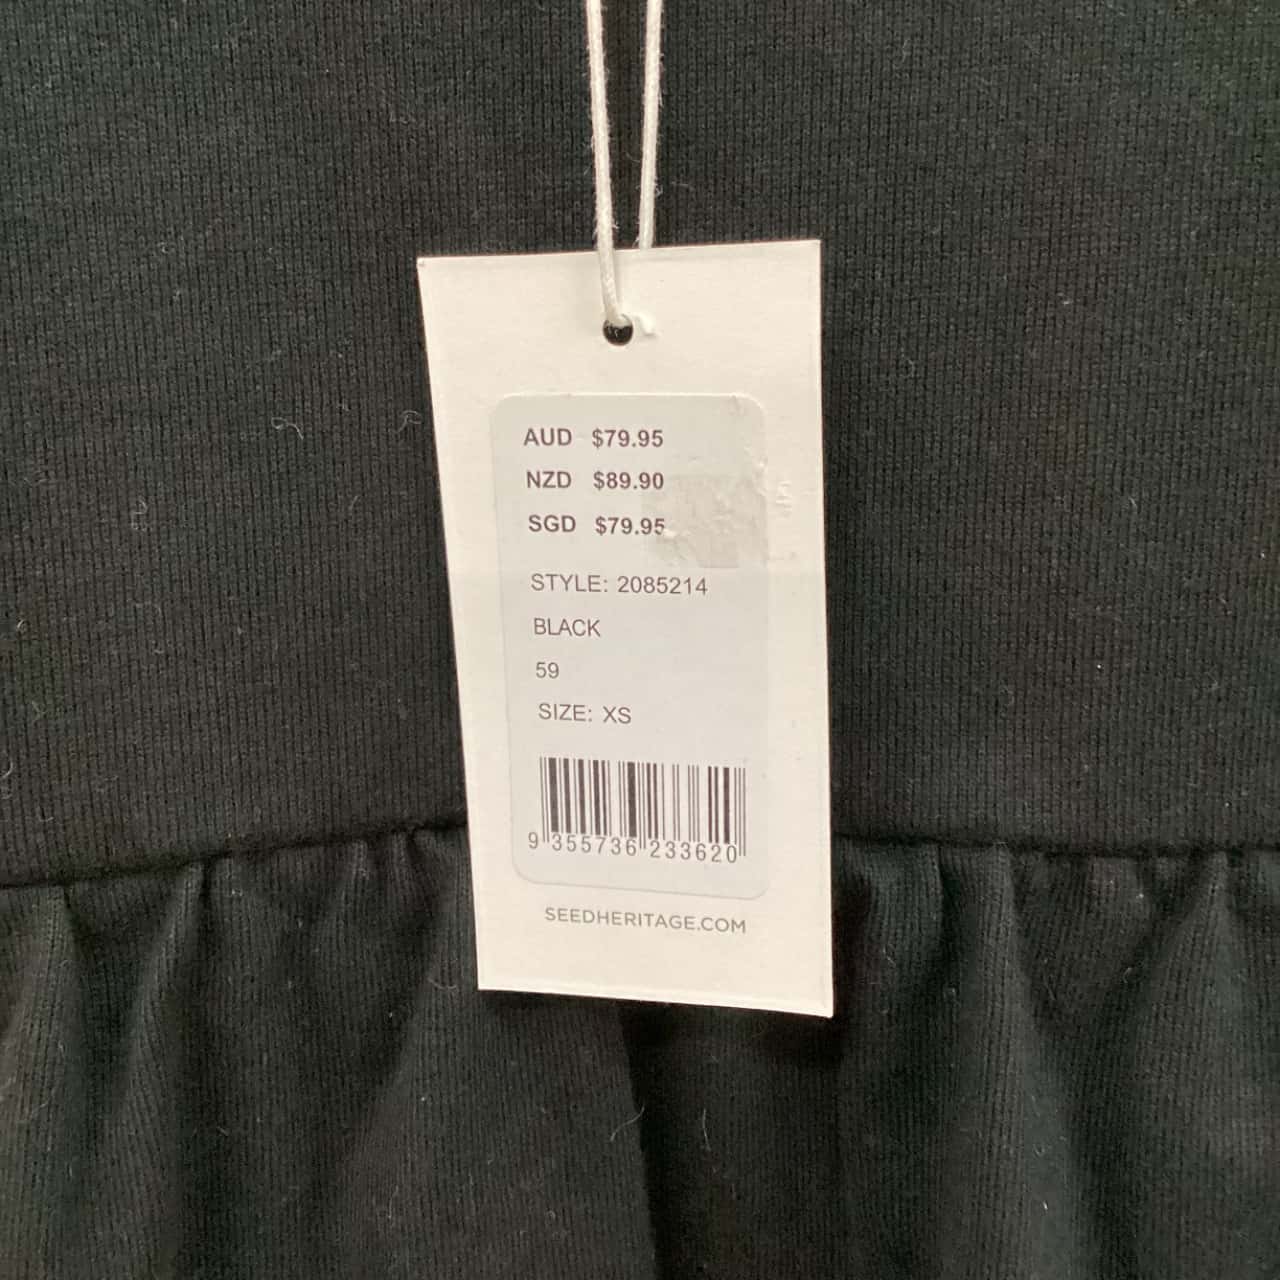 AUD $79.95
NZD $89.90
SGD $79.95
STYLE: 2085214
BLACK
59
SIZE: XS
9 355736 233620
SEEDHERITAGE.COM